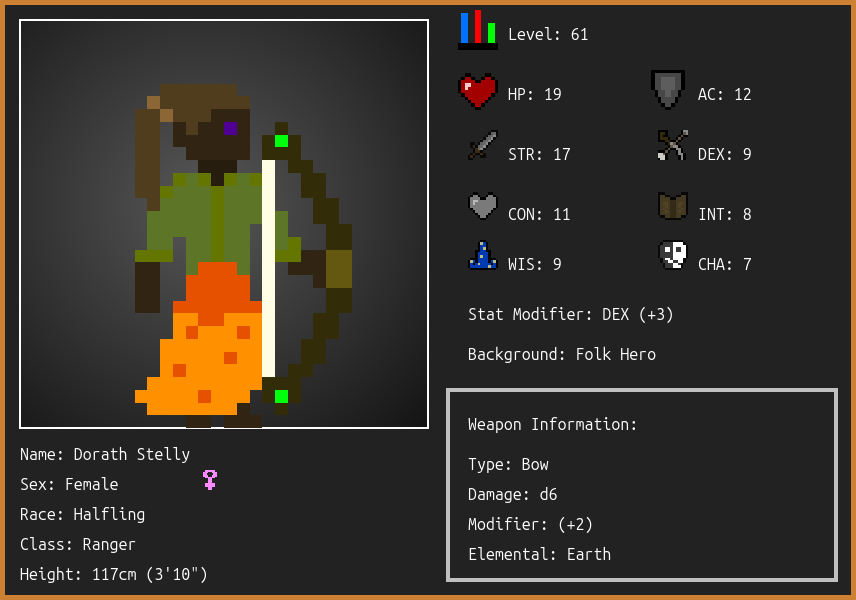 Level: 61
HP: 19
AC: 12
STR: 17
DEX: 9
CON: 11
INT: 8
WIS: 9
CHA: 7
Stat Modifier: DEX (+3)
Background: Folk Hero
Weapon Information:
Type: Bow
Damage: d6
Modifier: (+2)
Elemental: Earth
Name: Dorath Stelly
Sex: Female
Race: Halfling
Class: Ranger
Height: 117cm (3'10")